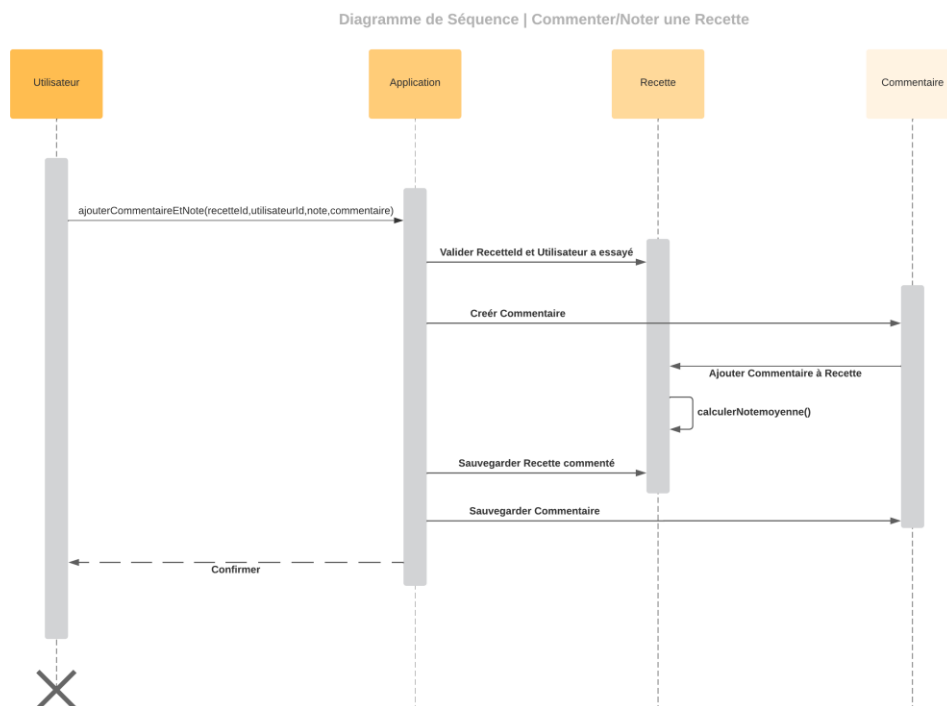 Diagramme de Séquence | Commenter/Noter une Recette
Utilisateur
Application
Recette
Commentaire
ajouterCommentaireEtNote(recetteId,utilisateurId,note,commentaire)
Valider RecetteId et Utilisateur a essayé
Creér Commentaire
Ajouter Commentaire à Recette
calculerNotemoyenne()
Sauvegarder Recette commenté
Sauvegarder Commentaire
Confirmer